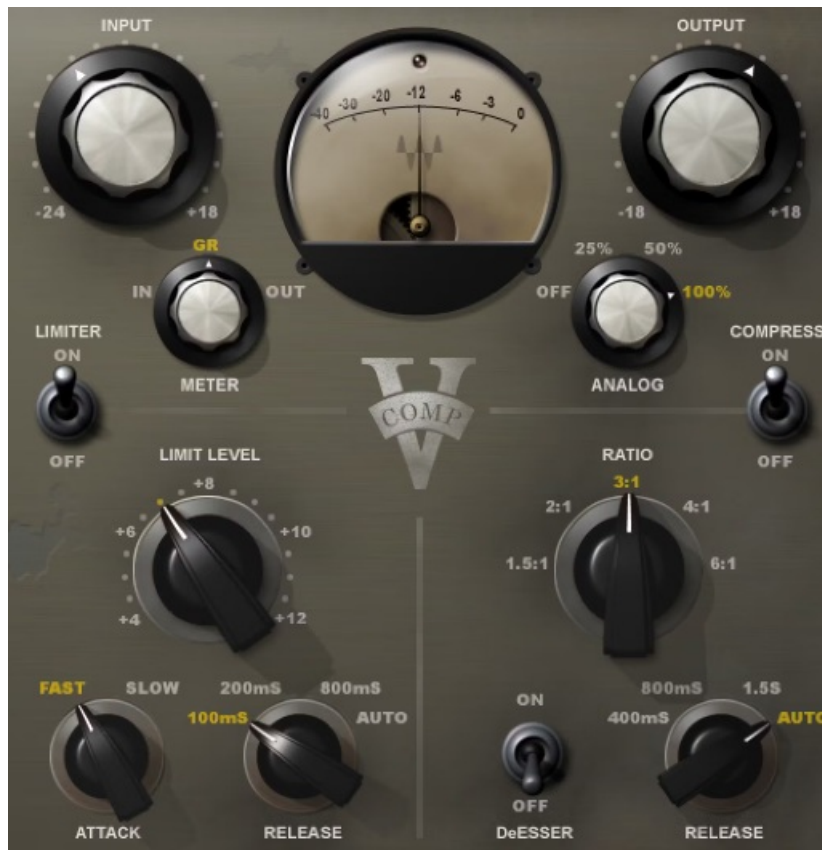 INPUT
OUTPUT
-40 -30 -20 -12 -6 -3 0
-24 +18
-18 +18
GR
IN OUT
METER
25% 50%
OFF 100%
ANALOG
LIMITER
ON
OFF
COMPRESS
ON
OFF
V
COMP
LIMIT LEVEL
+8
+6 +10
+4 +12
RATIO
3:1
2:1 4:1
1.5:1 6:1
FAST SLOW
ATTACK
200mS 800mS
100mS AUTO
RELEASE
ON
OFF
DeESSER
800mS 1.5S
400mS AUTO
RELEASE